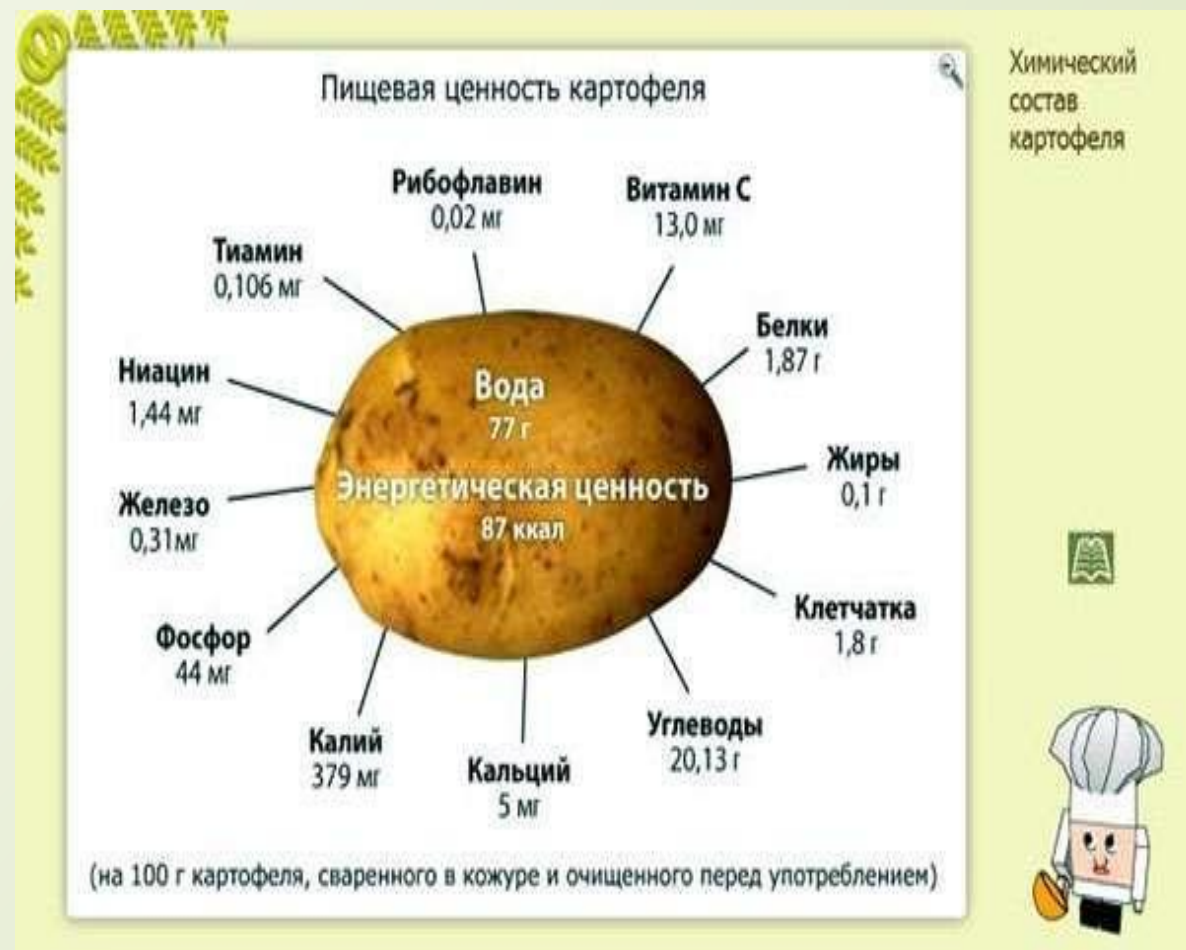 Пищевая ценность картофеля
Химический
состав
картофеля
Рибофлавин
0,02 мг
Витамин С
13,0 мг
Тиамин
0,106 мг
Белки
1,87 г
Ниацин
1,44 мг
Вода
77 г
Жиры
0,1 г
Энергетическая ценность
87 ккал
Железо
0,31мг
Клетчатка
1,8 г
Фосфор
44 мг
Углеводы
20,13 г
Калий
379 мг
Кальций
5 мг
(на 100 г картофеля, сваренного в кожуре и очищенного перед употреблением)